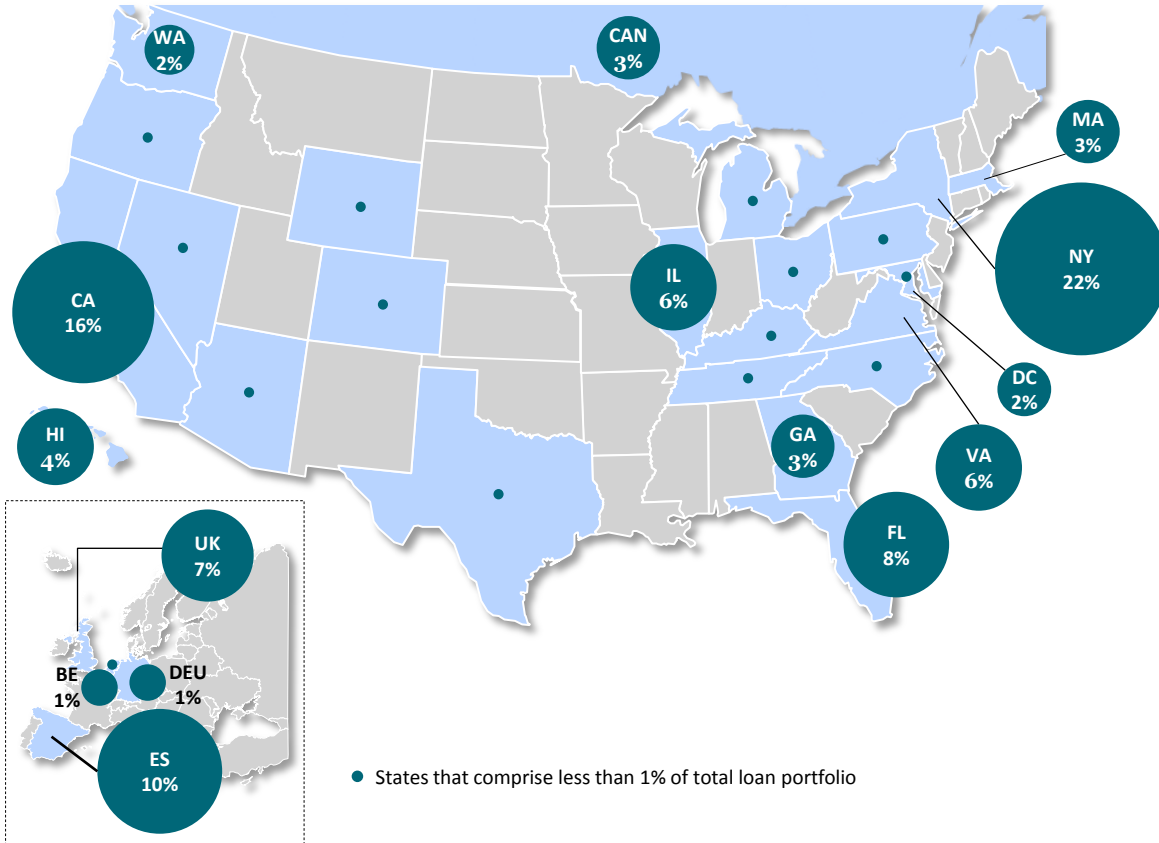 WA
2%
CAN
3%
MA
3%
NY
22%
CA
16%
IL
6%
DC
2%
HI
4%
GA
3%
VA
6%
FL
8%
UK
7%
BE
1%
DEU
1%
ES
10%
States that comprise less than 1% of total loan portfolio